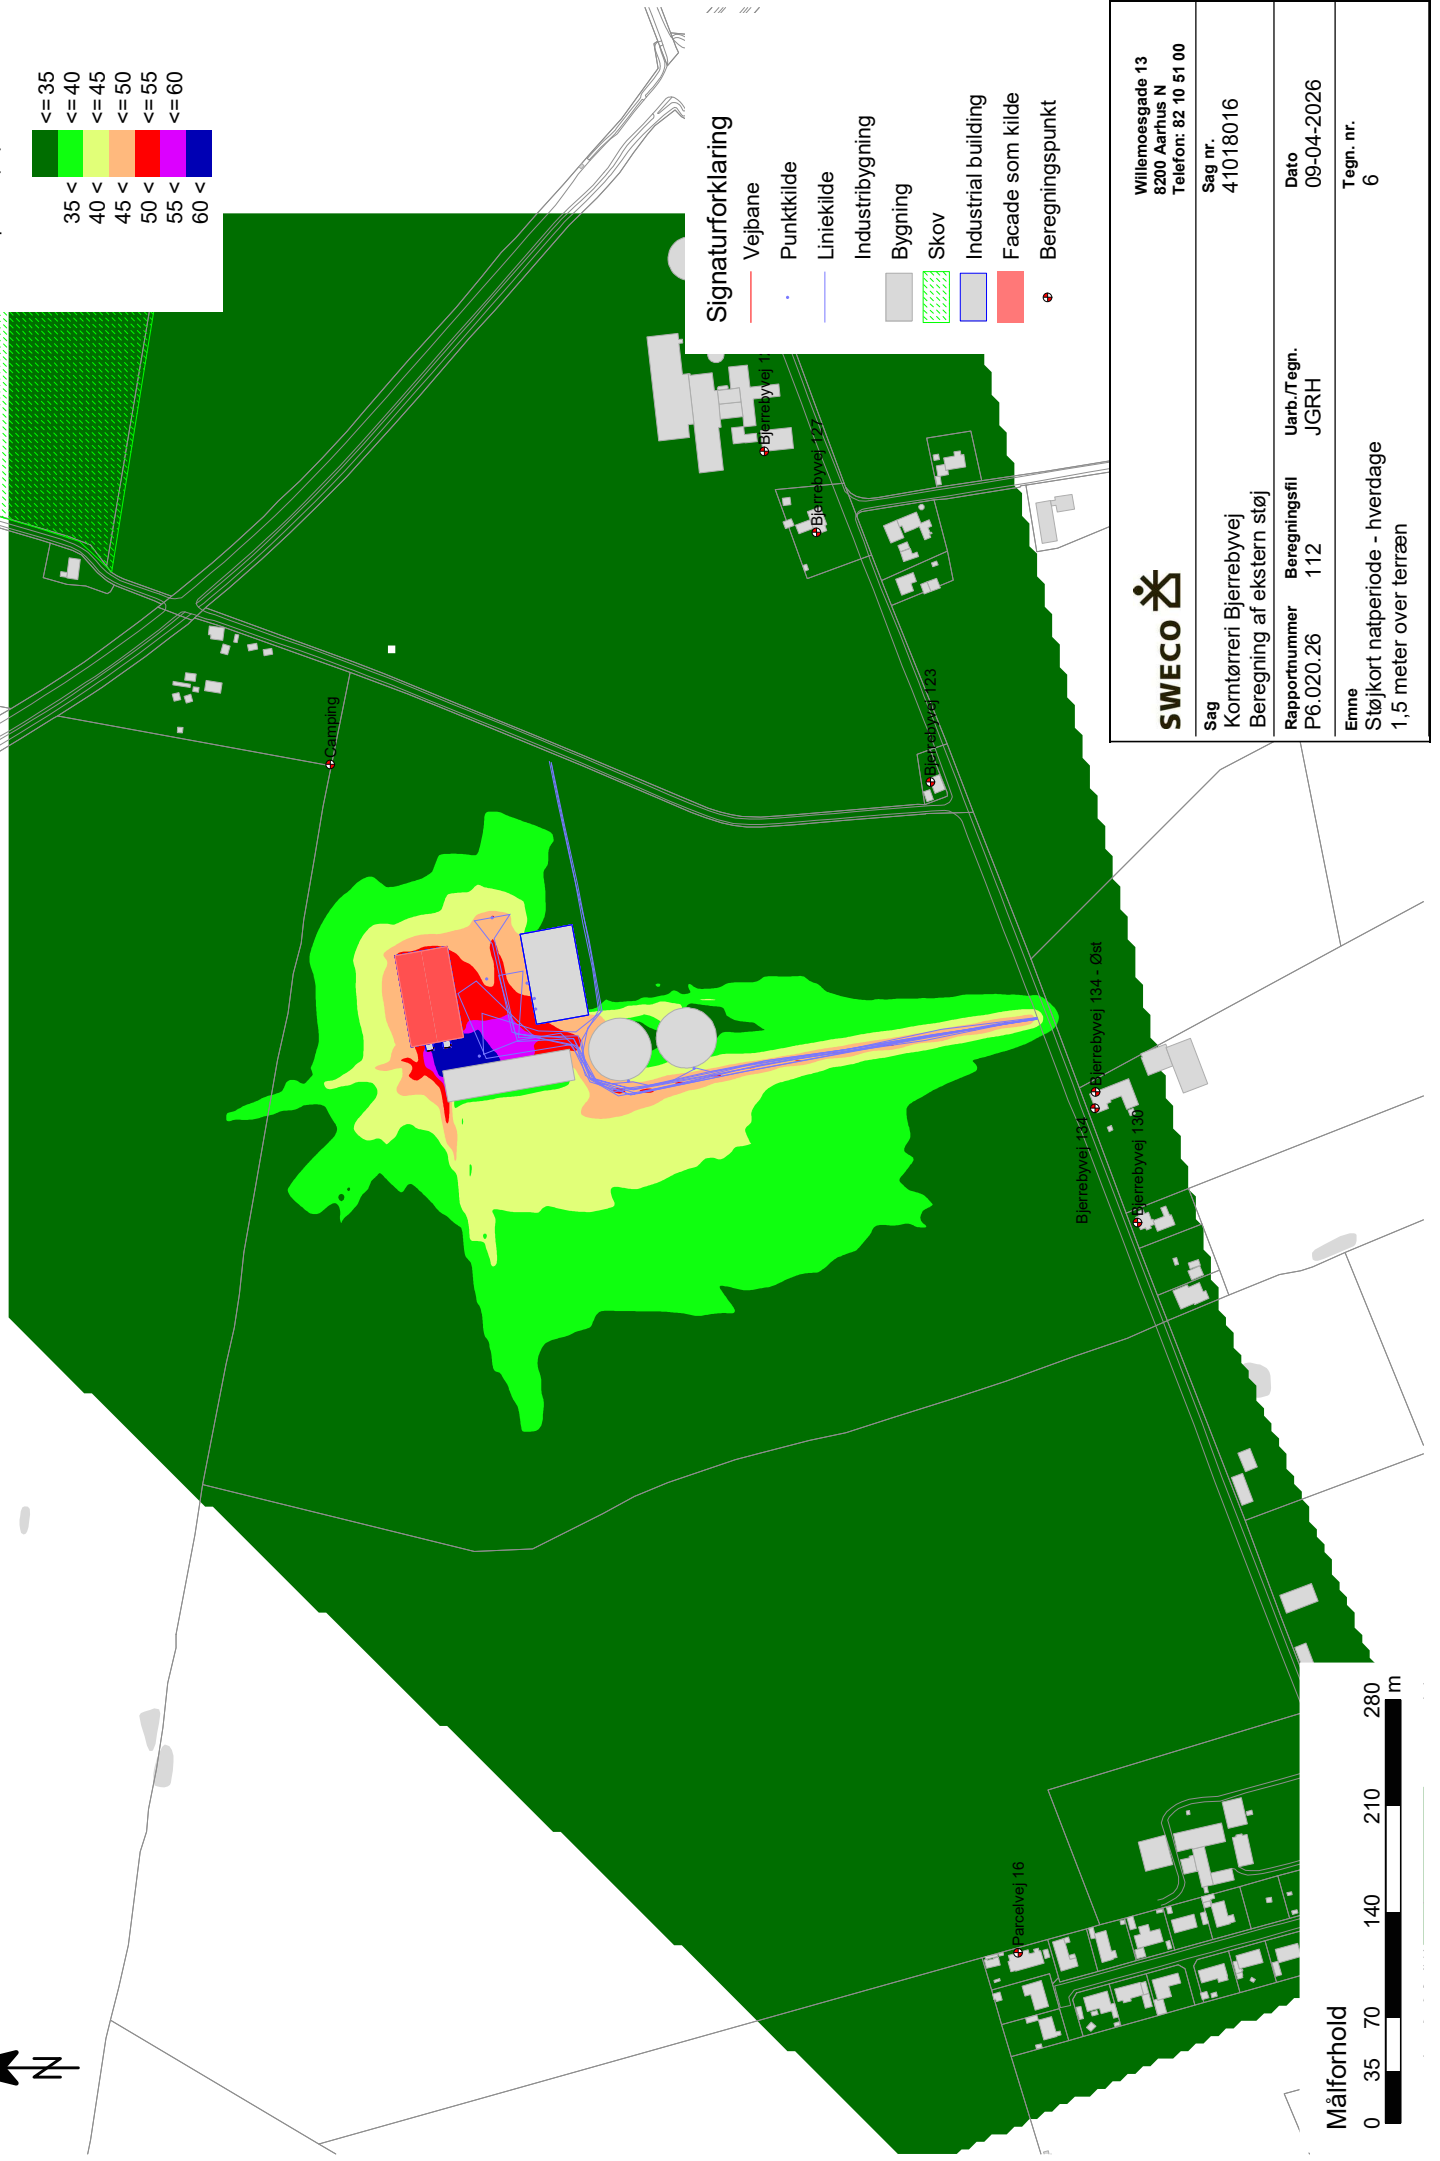 <= 35
35 < <= 40
40 < <= 45
45 < <= 50
50 < <= 55
55 < <= 60
60 <
Signaturforklaring
Vejbane
Punktkilde
Liniekilde
Industribygning
Bygning
Skov
Industrial building
Facade som kilde
Beregningspunkt
Camping
Bjerrebyvej 12
Bjerrebyvej 127
Bjerrebyvej 123
Bjerrebyvej 134 - Øst
Bjerrebyvej 134
Bjerrebyvej 130
Parcelvej 16
N
Målforhold
0 35 70 140 210 280
m
SWECO
Willemoesgade 13
8200 Aarhus N
Telefon: 82 10 51 00
Sag
Korntørreri Bjerrebyvej
Beregning af ekstern støj
Sag nr.
41018016
Rapportnummer
P6.020.26
Beregningsfil
112
Uarb./Tegn.
JGRH
Dato
09-04-2026
Emne
Støjkort natperiode - hverdage
1,5 meter over terræn
Tegn. nr.
6